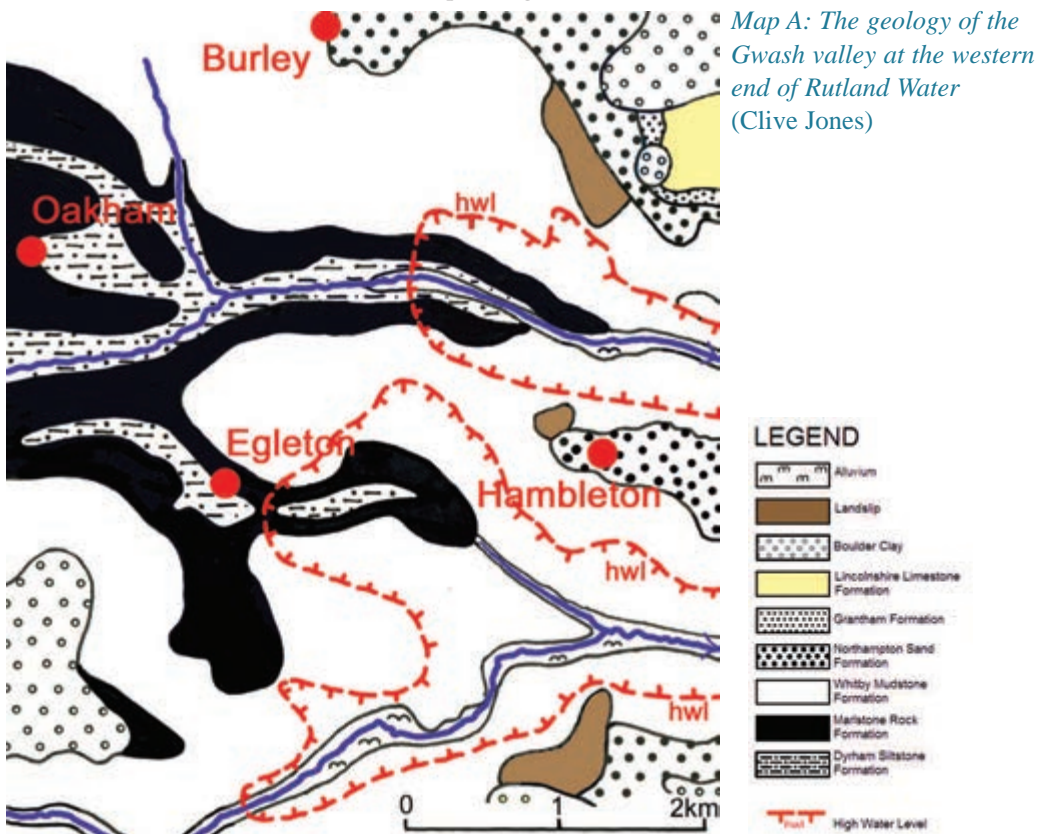 Map A: The geology of the
Gwash valley at the western
end of Rutland Water
(Clive Jones)
Burley
hwl
Oakham
Egleton
Hambleton
hwl
hwl
0 1 2km
LEGEND
Alluvium
Landslip
Boulder Clay
Lincolnshire Limestone
Formation
Grantham Formation
Northampton Sand
Formation
Whitby Mudstone
Formation
Marlstone Rock
Formation
Dyrham Siltstone
Formation
hwl High Water Level